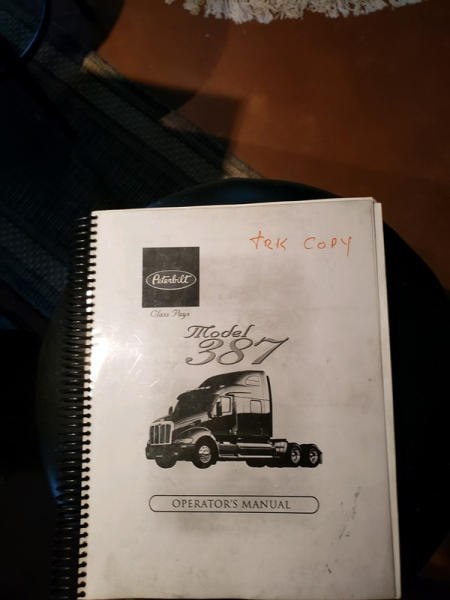 TRK COPY
Peterbilt
Class Pays
Model
387
OPERATOR'S MANUAL